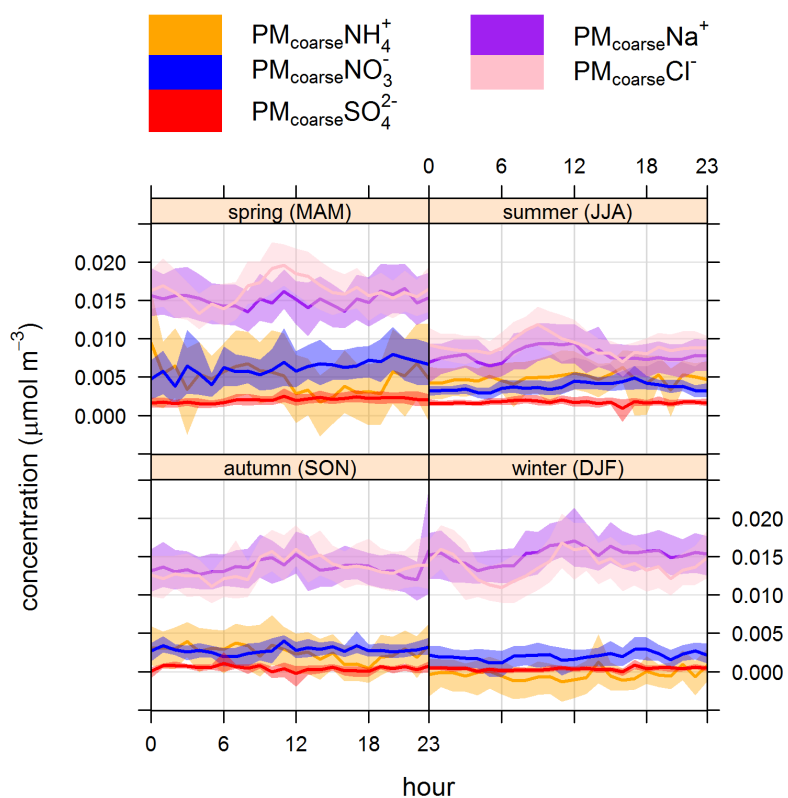 PMcoarseNH4+ PMcoarseNa+
PMcoarseNO3- PMcoarseCl-
PMcoarseSO42-
0 6 12 18 23
spring (MAM) summer (JJA)
0.020
0.015
0.010
0.005
0.000
autumn (SON) winter (DJF)
0.020
0.015
0.010
0.005
0.000
0 6 12 18 23
hour
concentration (μmol m−3)